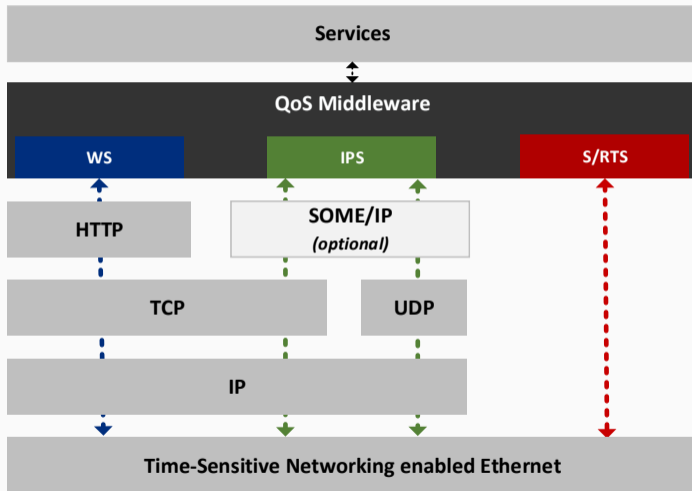 Services
QoS Middleware
WS
IPS
S/RTS
HTTP
SOME/IP
(optional)
TCP
UDP
IP
Time-Sensitive Networking enabled Ethernet